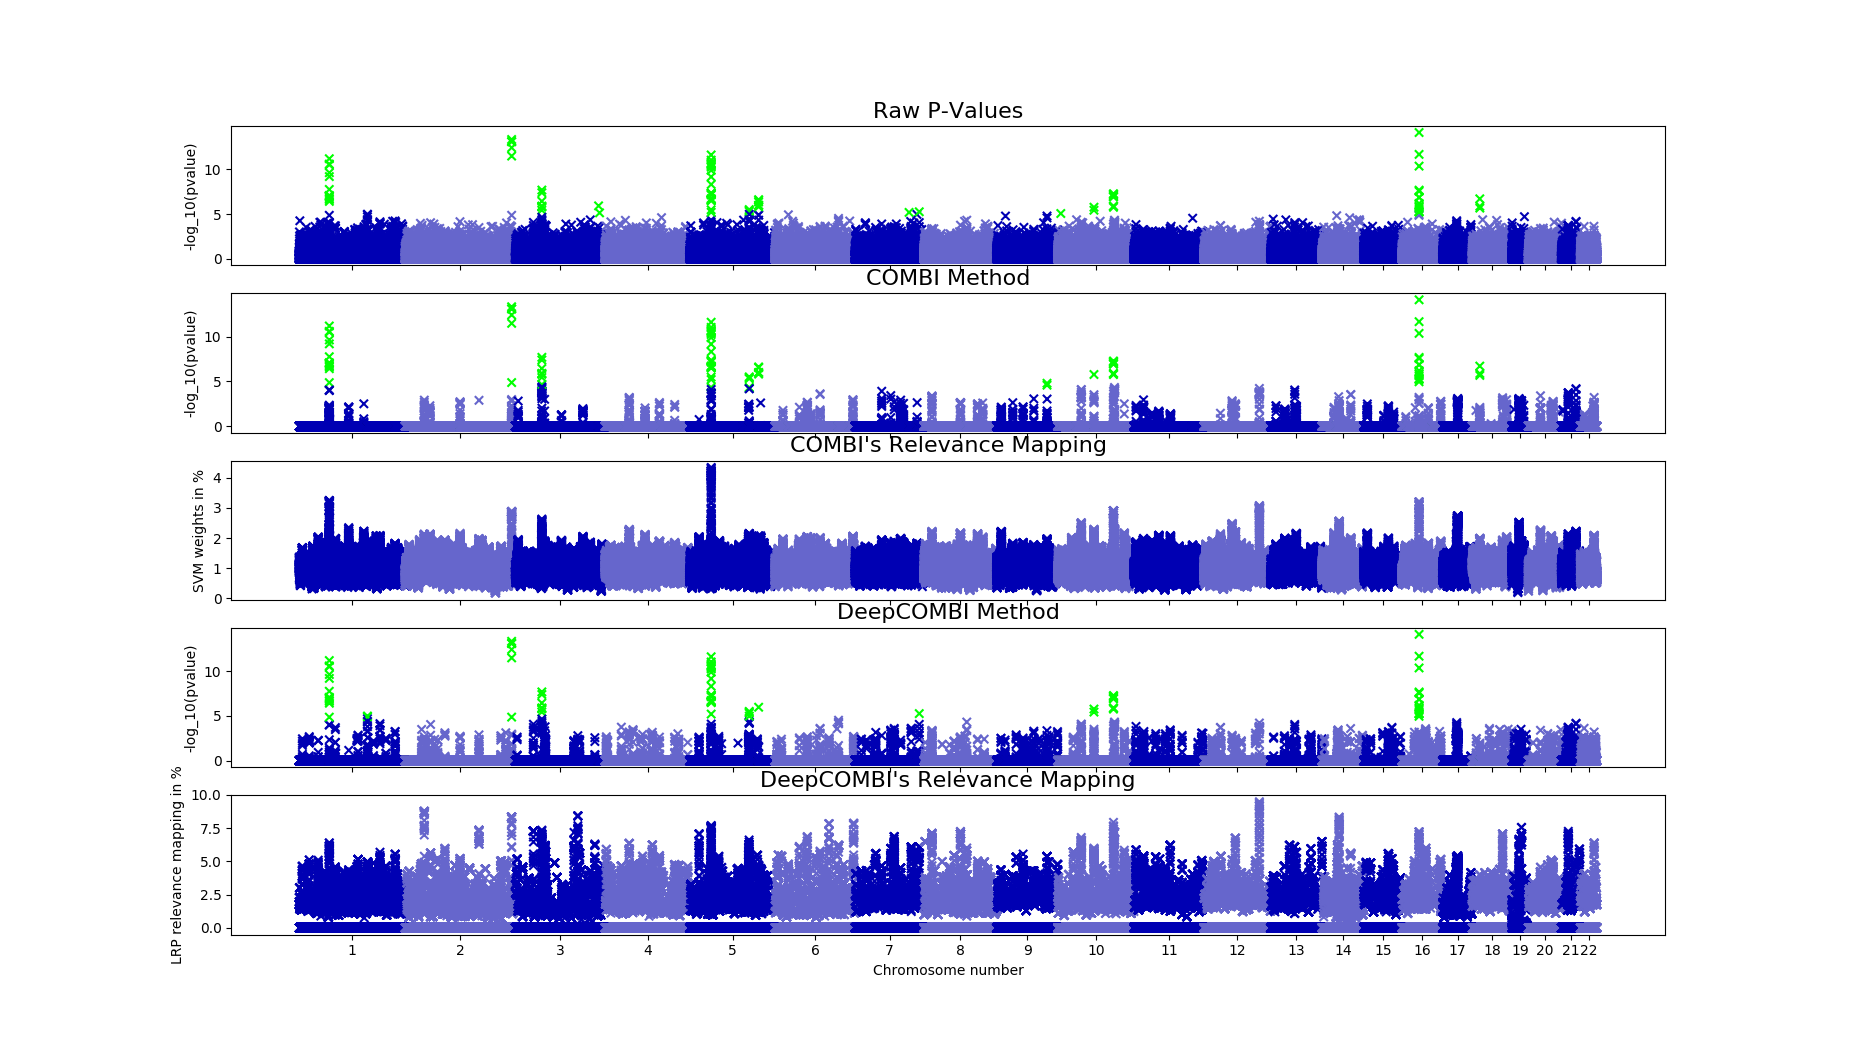 Raw P-Values
-log_10(pvalue)
10
5
0
COMBI Method
-log_10(pvalue)
10
5
0
COMBI's Relevance Mapping
SVM weights in %
4
3
2
1
0
DeepCOMBI Method
-log_10(pvalue)
10
5
0
DeepCOMBI's Relevance Mapping
LRP relevance mapping in %
10.0
7.5
5.0
2.5
0.0
1 2 3 4 5 6 7 8 9 10 11 12 13 14 15 16 17 18 19 20 21 22
Chromosome number